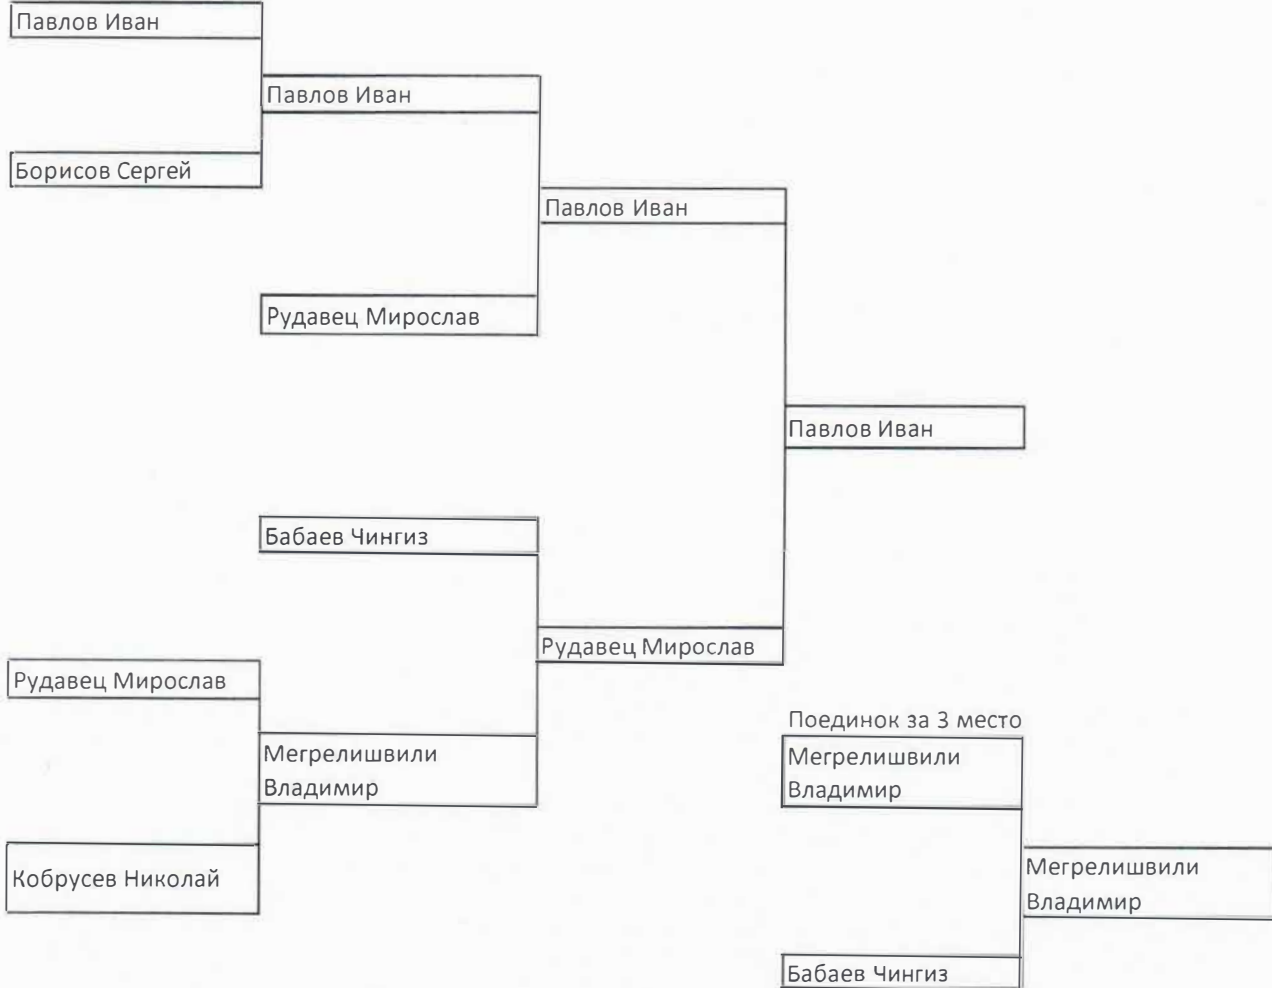 Павлов Иван
Павлов Иван
Борисов Сергей
Павлов Иван
Рудавец Мирослав
Павлов Иван
Бабаев Чингиз
Рудавец Мирослав
Рудавец Мирослав
Поединок за 3 место
Мегрелишвили
Владимир
Мегрелишвили
Владимир
Кобрусев Николай
Мегрелишвили
Владимир
Бабаев Чингиз